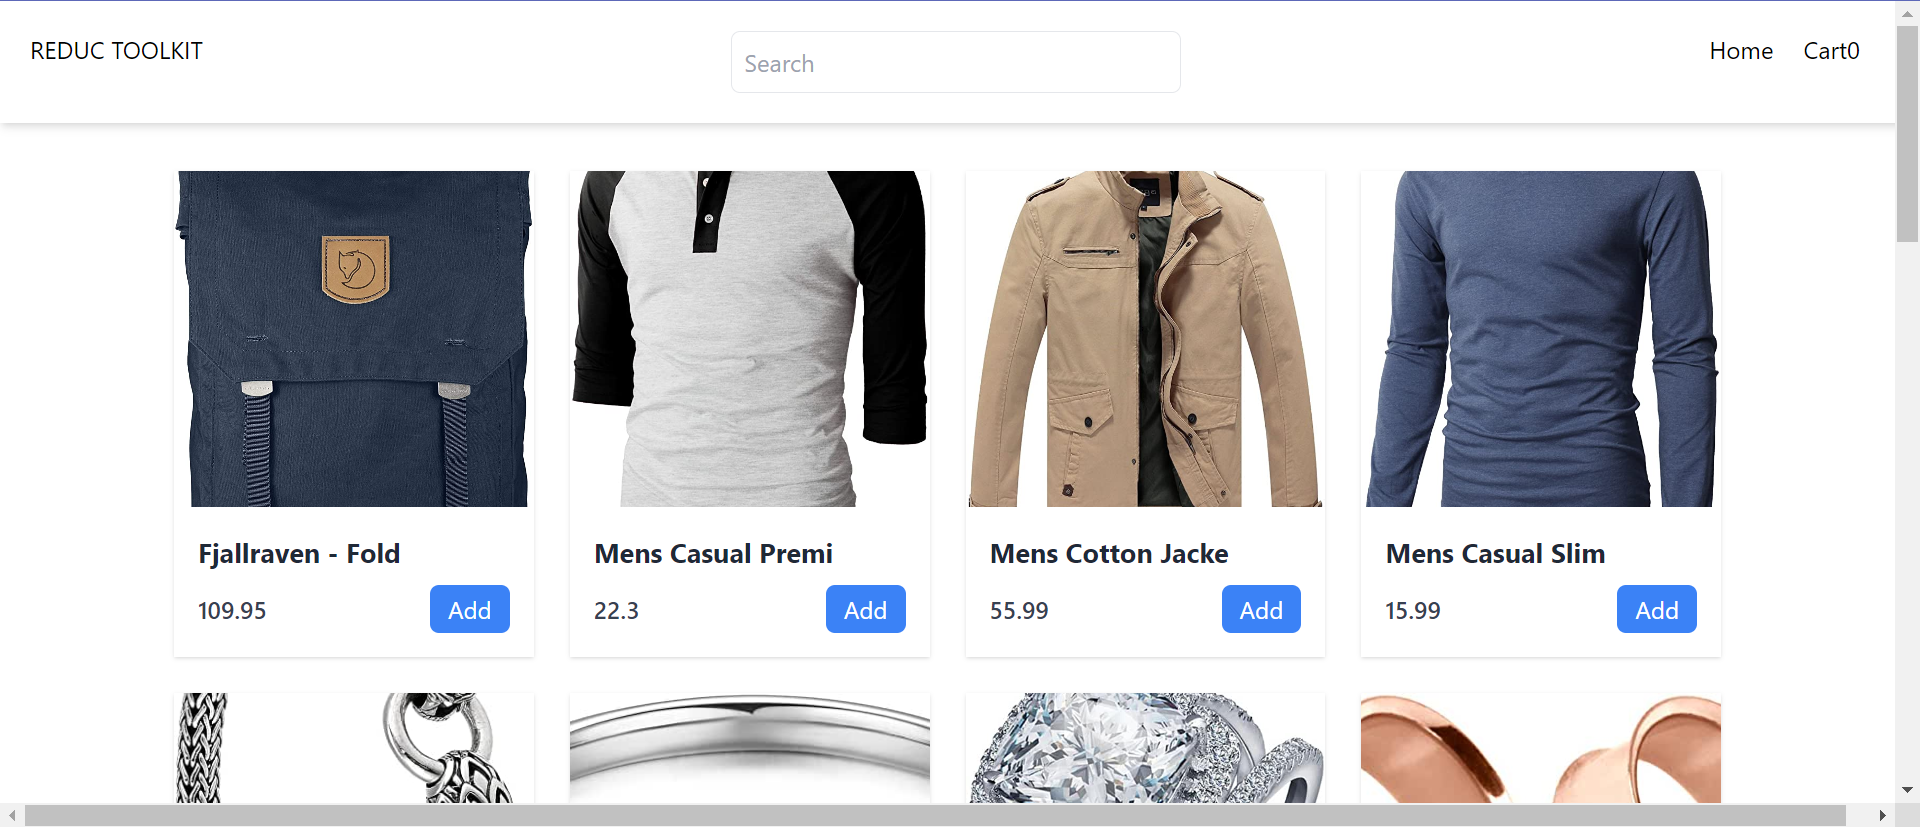 REDUC TOOLKIT
Search
Home
Cart0
Fjallraven - Fold
109.95
Add
Mens Casual Premi
22.3
Add
Mens Cotton Jacke
55.99
Add
Mens Casual Slim
15.99
Add